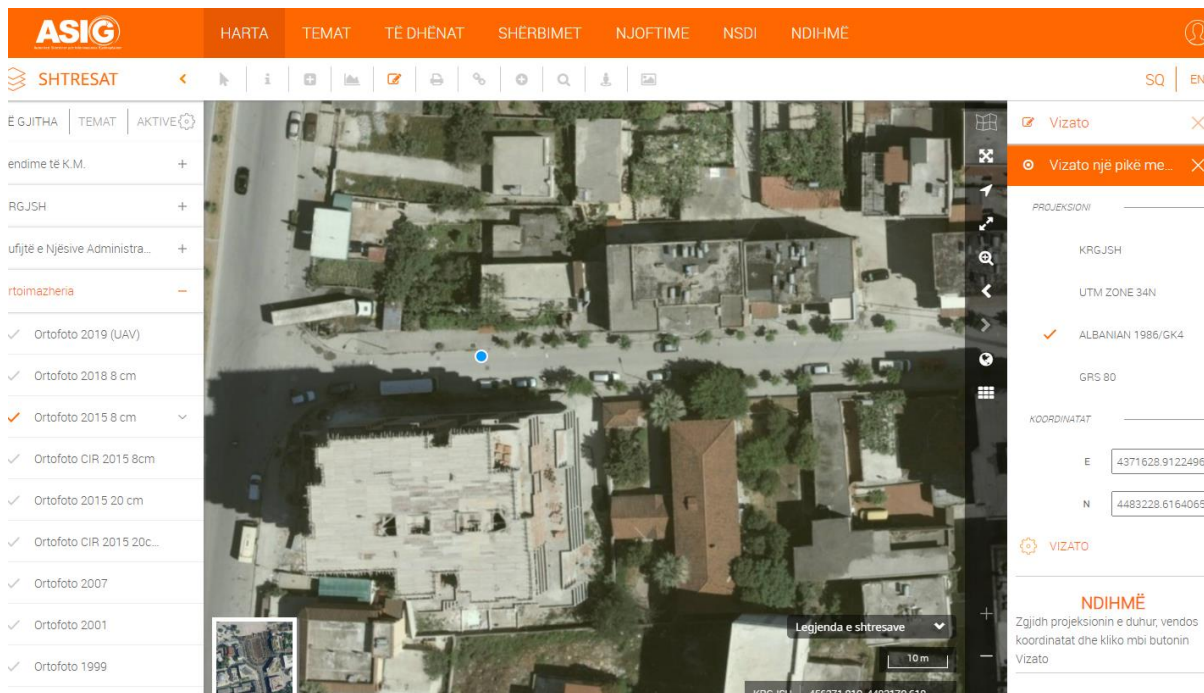 ASIG
HARTA TEMAT TË DHËNAT SHËRBIMET NJOFTIME NSDI NDIHMË
SHTRESAT
SQ EN
Ë GJITHA TEMAT AKTIVE
endime të K.M.
RGJSH
ufijtë e Njësive Administra...
rtoimazheria
Ortofoto 2019 (UAV)
Ortofoto 2018 8 cm
Ortofoto 2015 8 cm
Ortofoto CIR 2015 8cm
Ortofoto 2015 20 cm
Ortofoto CIR 2015 20c...
Ortofoto 2007
Ortofoto 2001
Ortofoto 1999
Legjenda e shtresave
10 m
Vizato
Vizato një pikë me...
PROJEKSIONI
KRGJSH
UTM ZONE 34N
ALBANIAN 1986/GK4
GRS 80
KOORDINATAT
E 4371628.9122496
N 4483228.6164065
VIZATO
NDIHMË
Zgjidh projeksionin e duhur, vendos
koordinatat dhe kliko mbi butonin
Vizato